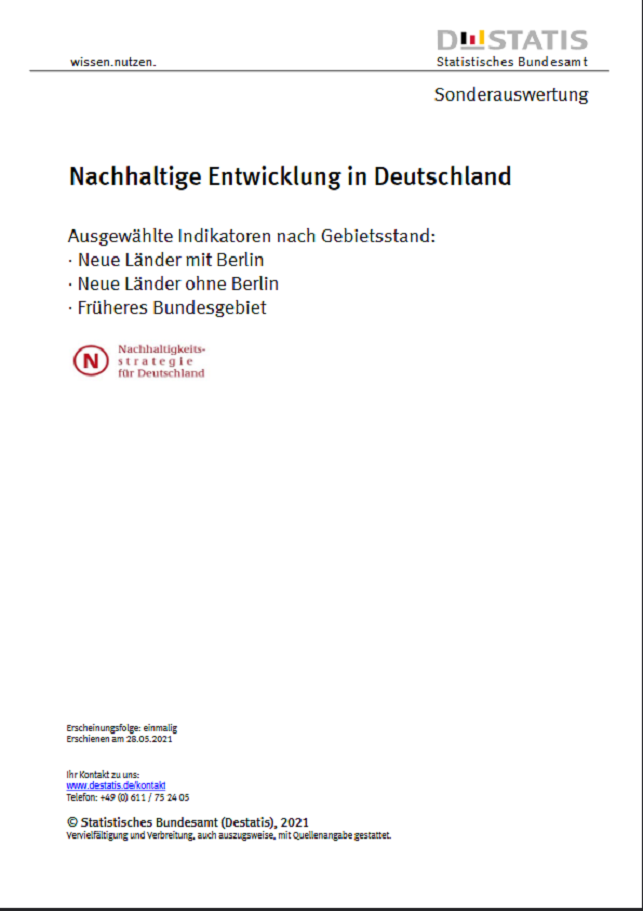 wissen.nutzen.
DESTATIS
Statistisches Bundesamt
Sonderauswertung
Nachhaltige Entwicklung in Deutschland
Ausgewählte Indikatoren nach Gebietsstand:
· Neue Länder mit Berlin
· Neue Länder ohne Berlin
· Früheres Bundesgebiet
N
Nachhaltigkeits-
strategie
für Deutschland
Erscheinungsfolge: einmalig
Erschienen am 28.05.2021
Ihr Kontakt zu uns:
www.destatis.de/kontakt
Telefon: +49 (0) 611 / 75 24 05
© Statistisches Bundesamt (Destatis), 2021
Vervielfältigung und Verbreitung, auch auszugsweise, mit Quellenangabe gestattet.